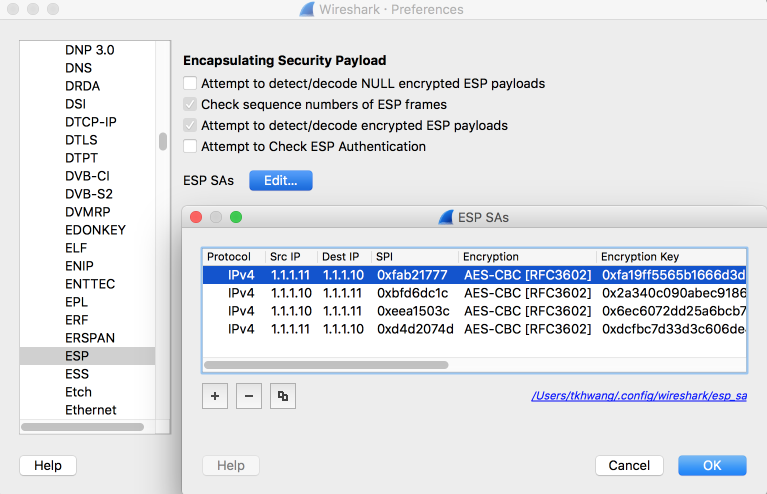 Wireshark · Preferences
DNP 3.0
DNS
DRDA
DSI
DTCP-IP
DTLS
DTPT
DVB-CI
DVB-S2
DVMRP
EDONKEY
ELF
ENIP
ENTTEC
EPL
ERF
ERSPAN
ESP
ESS
Etch
Ethernet
Help
Encapsulating Security Payload
Attempt to detect/decode NULL encrypted ESP payloads
Check sequence numbers of ESP frames
Attempt to detect/decode encrypted ESP payloads
Attempt to Check ESP Authentication
ESP SAs Edit...
ESP SAs
Protocol Src IP Dest IP SPI Encryption Encryption Key
IPv4 1.1.1.11 1.1.1.10 0xfab21777 AES-CBC [RFC3602] 0xfa19ff5565b1666d3d
IPv4 1.1.1.10 1.1.1.11 0xbfd6dc1c AES-CBC [RFC3602] 0x2a340c090abec9186
IPv4 1.1.1.10 1.1.1.11 0xeea1503c AES-CBC [RFC3602] 0x6ec6072dd25a6bcb7
IPv4 1.1.1.11 1.1.1.10 0xd4d2074d AES-CBC [RFC3602] 0xdcfbc7d33d3c606de
+ −
/Users/tkhwang/.config/wireshark/esp_sa
Help Cancel OK